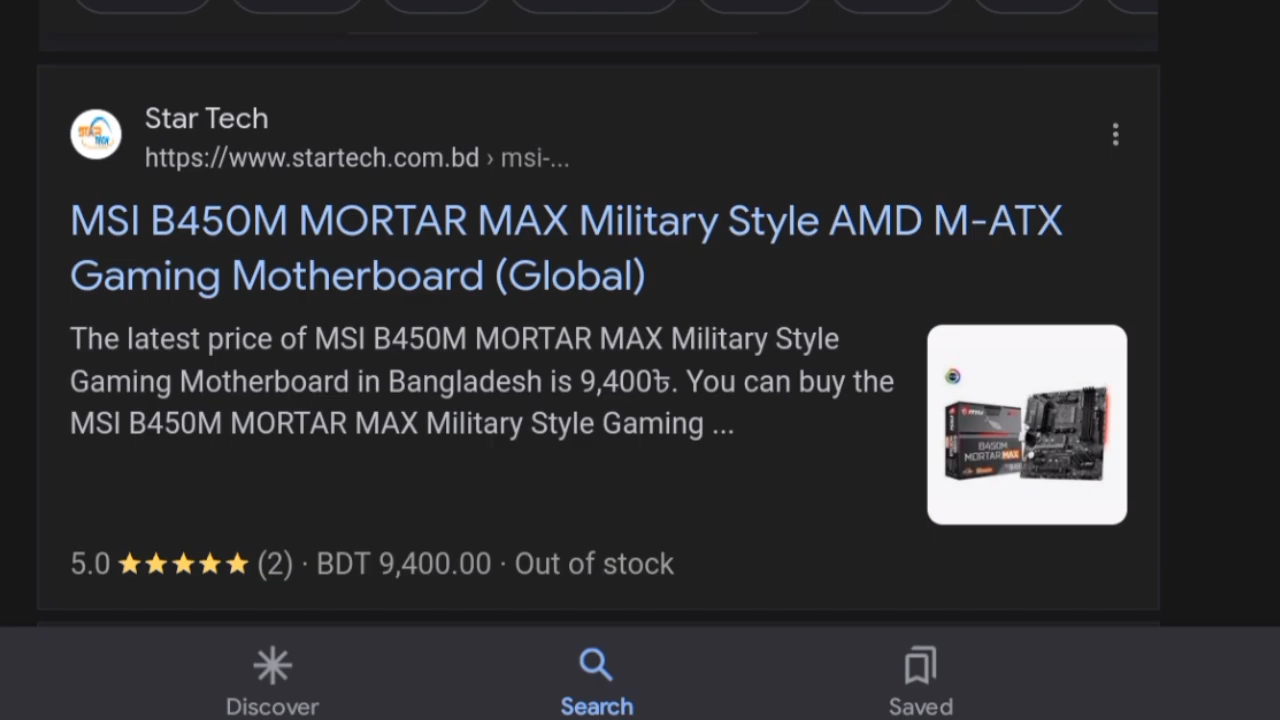 Star Tech
https://www.startech.com.bd › msi-...
MSI B450M MORTAR MAX Military Style AMD M-ATX
Gaming Motherboard (Global)
The latest price of MSI B450M MORTAR MAX Military Style
Gaming Motherboard in Bangladesh is 9,400৳. You can buy the
MSI B450M MORTAR MAX Military Style Gaming ...
B450M
MORTAR MAX
5.0 ★★★★★ (2) · BDT 9,400.00 · Out of stock
Discover
Search
Saved